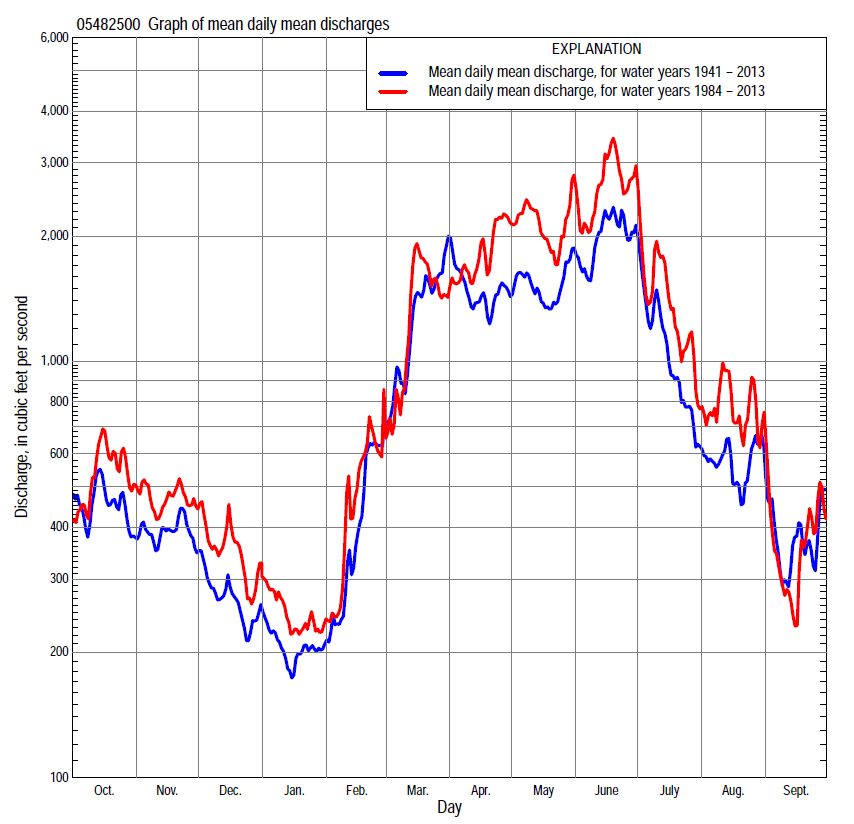 05482500 Graph of mean daily mean discharges
EXPLANATION
Mean daily mean discharge, for water years 1941 – 2013
Mean daily mean discharge, for water years 1984 – 2013
Discharge, in cubic feet per second
6,000
4,000
3,000
2,000
1,000
800
600
400
300
200
100
Oct. Nov. Dec. Jan. Feb. Mar. Apr. May June July Aug. Sept.
Day